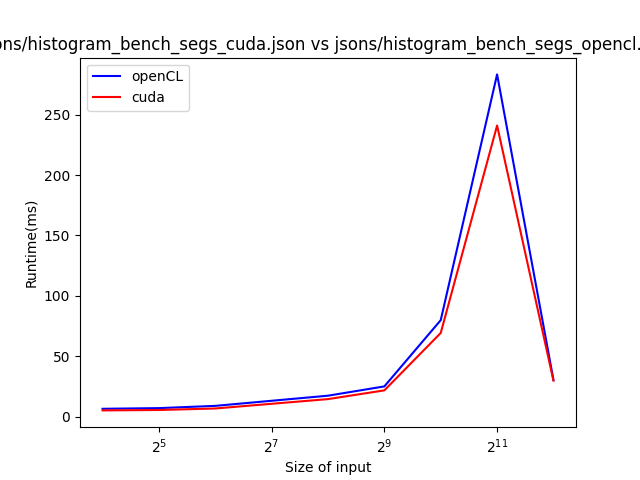 ons/histogram_bench_segs_cuda.json vs jsons/histogram_bench_segs_opencl.
openCL
cuda
250
200
150
100
50
0
Runtime(ms)
2^5 2^7 2^9 2^11
Size of input